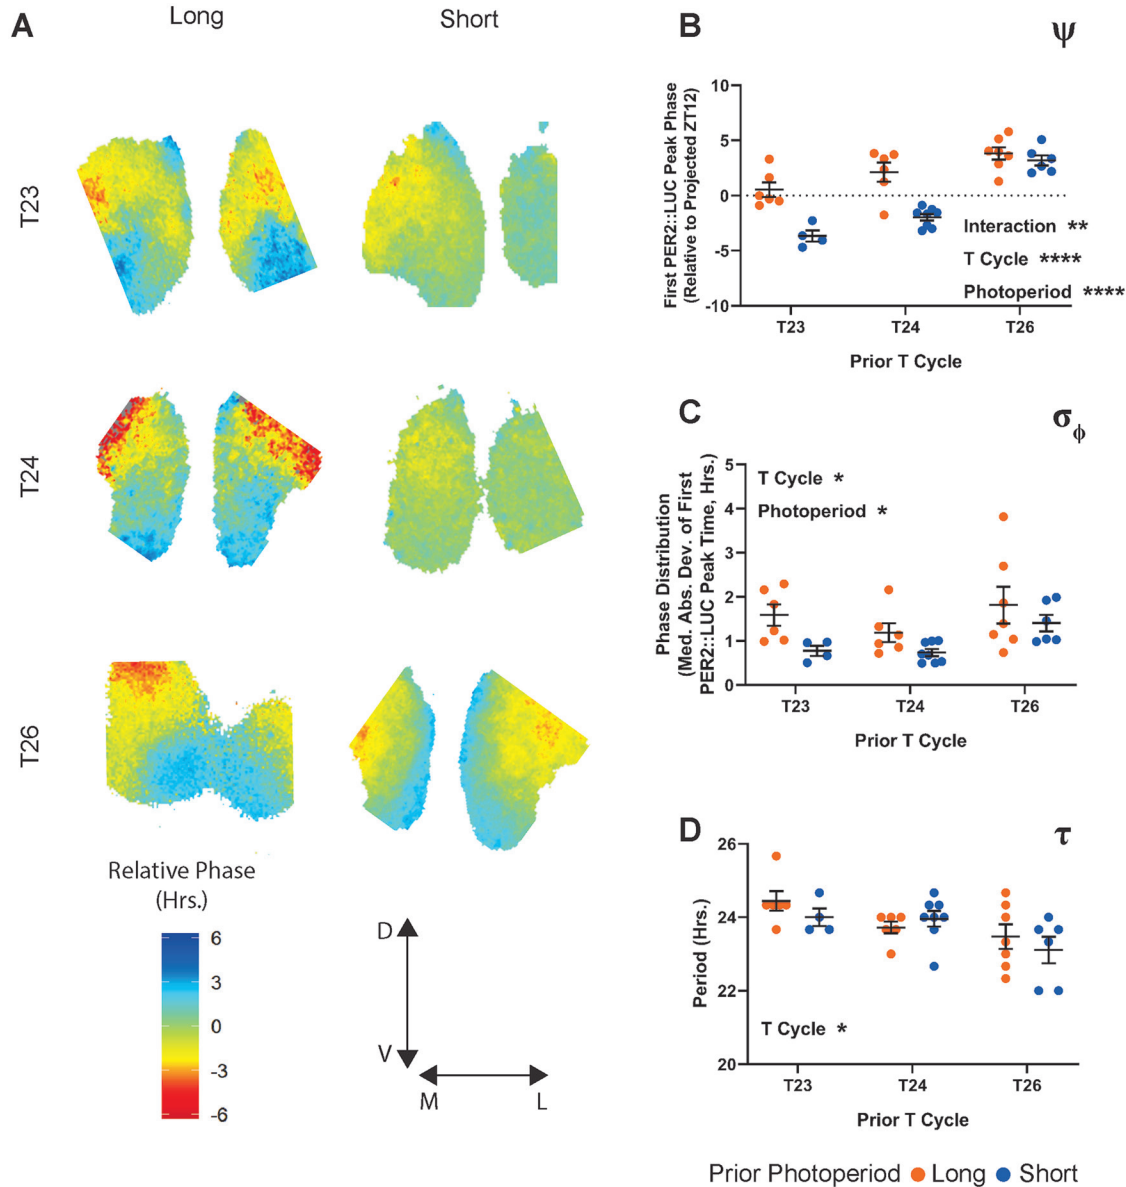 A
Long
Short
T23
T24
T26
Relative Phase
(Hrs.)
6
3
0
-3
-6
D
V
M
L
B
ψ
First PER2::LUC Peak Phase
(Relative to Projected ZT12)
10
5
0
-5
-10
Interaction **
T Cycle ****
Photoperiod ****
T23
T24
T26
Prior T Cycle
C
σϕ
Phase Distribution
(Med. Abs. Dev. of First
PER2::LUC Peak Time, Hrs.)
5
4
3
2
1
0
T Cycle *
Photoperiod *
T23
T24
T26
Prior T Cycle
D
τ
Period (Hrs.)
26
24
22
20
T Cycle *
T23
T24
T26
Prior T Cycle
Prior Photoperiod Long Short